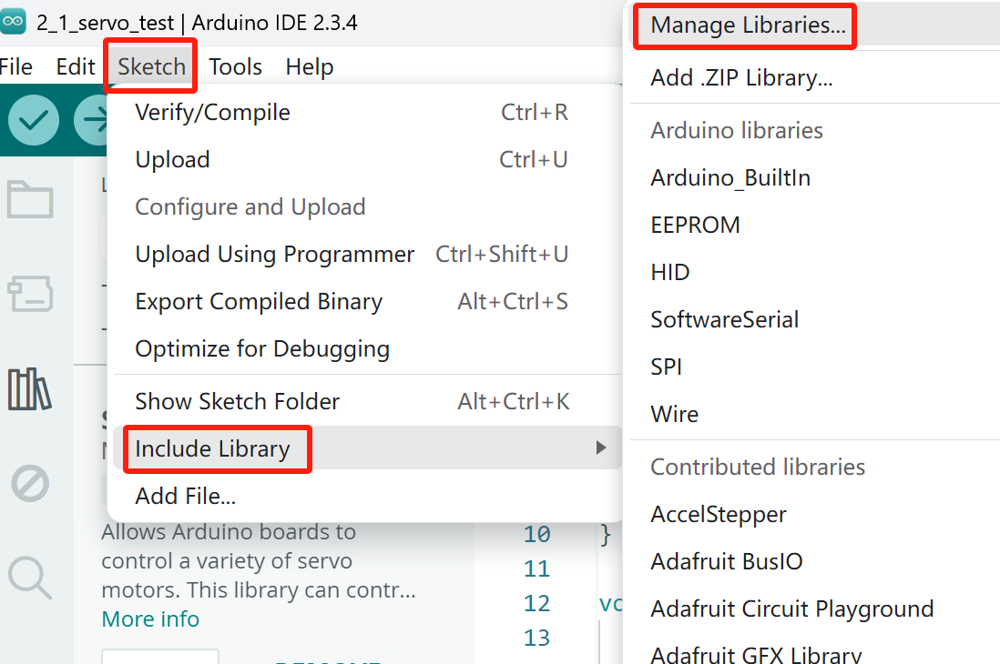 2_1_servo_test | Arduino IDE 2.3.4
File Edit Sketch Tools Help
Verify/Compile Ctrl+R
Upload Ctrl+U
Configure and Upload
Upload Using Programmer Ctrl+Shift+U
Export Compiled Binary Alt+Ctrl+S
Optimize for Debugging
Show Sketch Folder Alt+Ctrl+K
Include Library
Add File...
Manage Libraries...
Add .ZIP Library...
Arduino libraries
Arduino_BuiltIn
EEPROM
HID
SoftwareSerial
SPI
Wire
Contributed libraries
AccelStepper
Adafruit BusIO
Adafruit Circuit Playground
Adafruit GFX Library
Allows Arduino boards to
control a variety of servo
motors. This library can contr...
More info
10 }
11
12
13